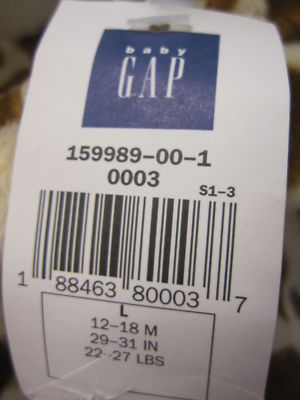 baby
GAP
159989-00-1
0003
S1-3
1 88463 80003 7
L
12-18 M
29-31 IN
22-27 LBS